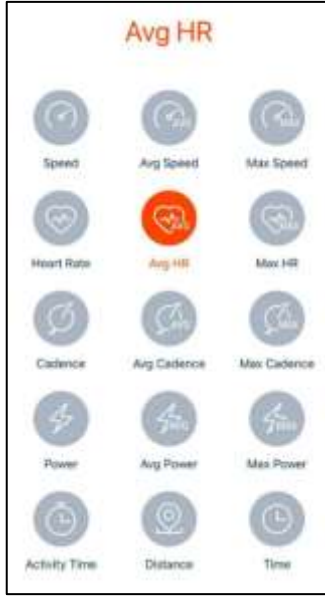 Avg HR
Speed Avg Speed Max Speed
Heart Rate Avg HR Max HR
Cadence Avg Cadence Max Cadence
Power Avg Power Max Power
Activity Time Distance Time